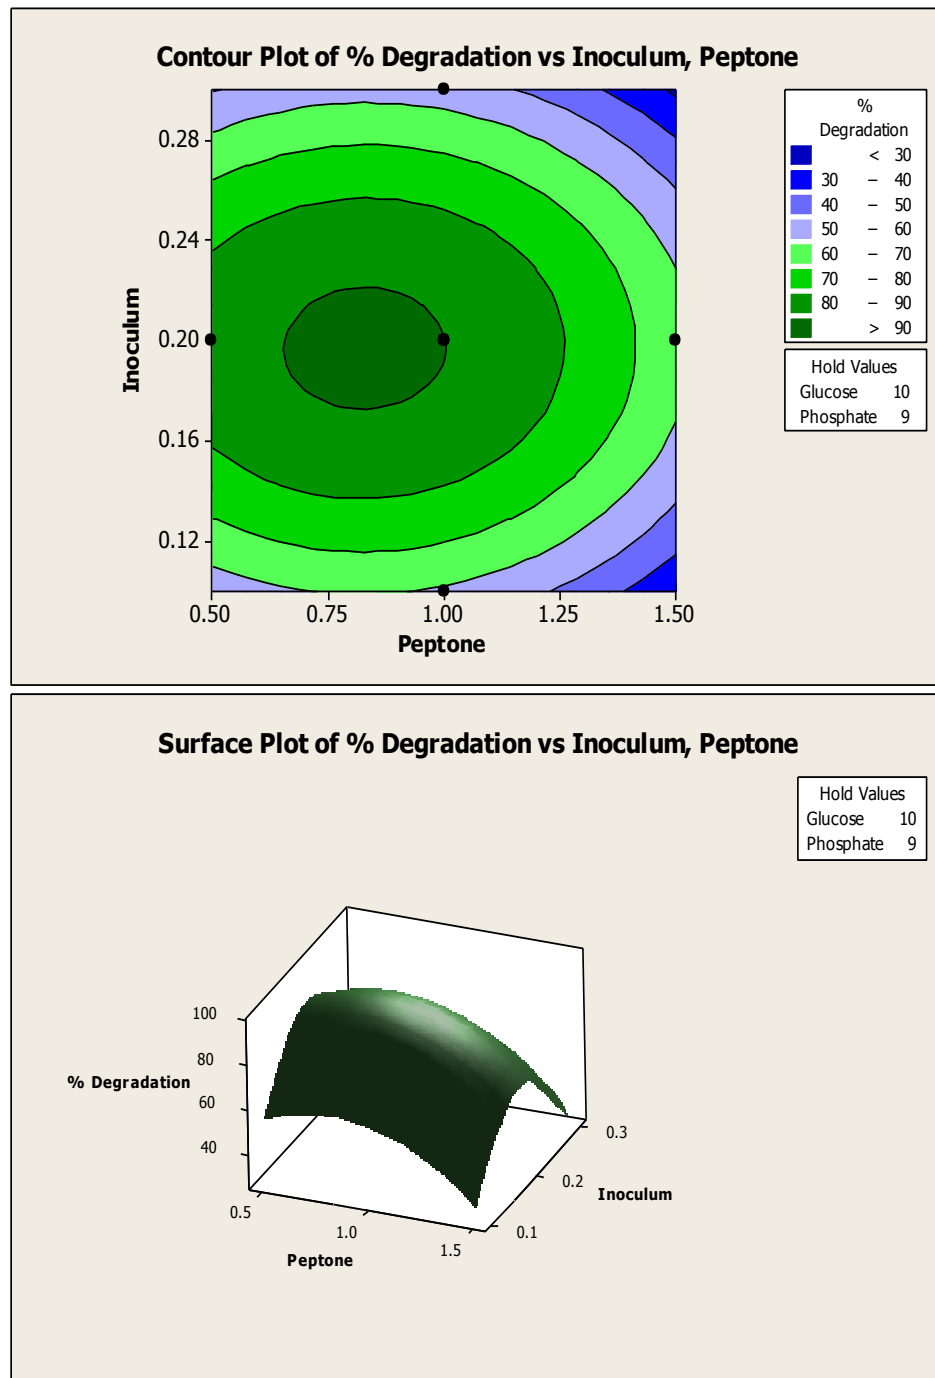 Contour Plot of % Degradation vs Inoculum, Peptone
%
Degradation
< 30
30 – 40
40 – 50
50 – 60
60 – 70
70 – 80
80 – 90
> 90
Hold Values
Glucose 10
Phosphate 9
Inoculum
0.28
0.24
0.20
0.16
0.12
0.50 0.75 1.00 1.25 1.50
Peptone
Surface Plot of % Degradation vs Inoculum, Peptone
Hold Values
Glucose 10
Phosphate 9
100
80
% Degradation
60
40
0.3
0.2
Inoculum
0.1
0.5
1.0
1.5
Peptone